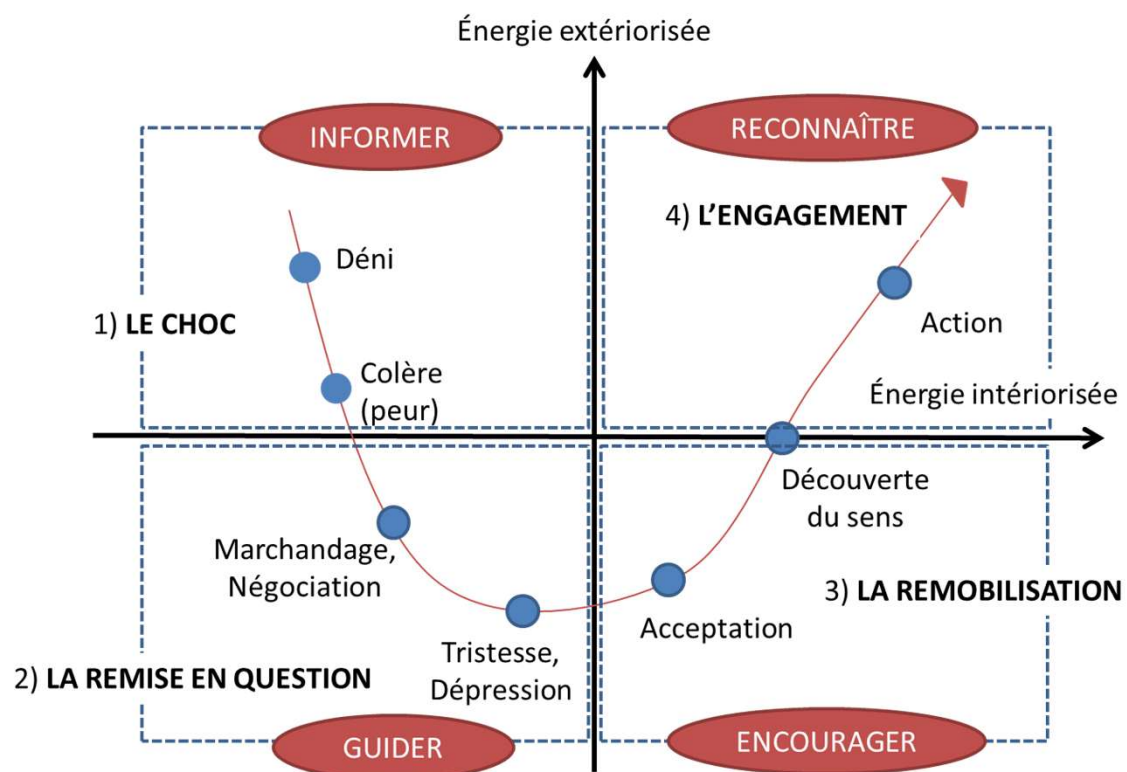 Énergie extériorisée
INFORMER
RECONNAÎTRE
4) L’ENGAGEMENT
Déni
1) LE CHOC
Action
Colère
(peur)
Énergie intériorisée
Découverte
du sens
Marchandage,
Négociation
3) LA REMOBILISATION
Acceptation
Tristesse,
Dépression
2) LA REMISE EN QUESTION
GUIDER
ENCOURAGER